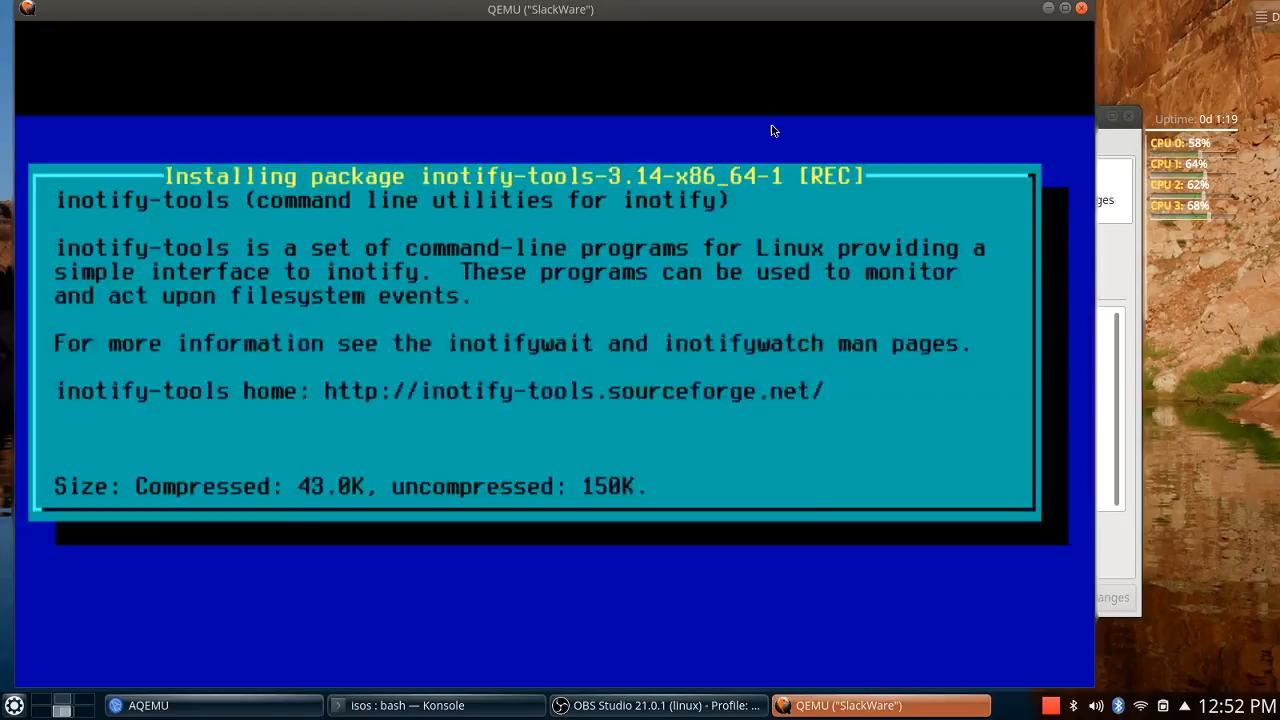 QEMU ("SlackWare")
D
Uptime: 0d 1:19
CPU 0: 58%
CPU 1: 64%
CPU 2: 62%
CPU 3: 68%
ges
anges
Installing package inotify-tools-3.14-x86_64-1 [REC]
inotify-tools (command line utilities for inotify)
inotify-tools is a set of command-line programs for Linux providing a
simple interface to inotify.  These programs can be used to monitor
and act upon filesystem events.
For more information see the inotifywait and inotifywatch man pages.
inotify-tools home: http://inotify-tools.sourceforge.net/
Size: Compressed: 43.0K, uncompressed: 150K.
AQEMU
isos : bash — Konsole
OBS Studio 21.0.1 (linux) - Profile: ...
QEMU ("SlackWare")
12:52 PM